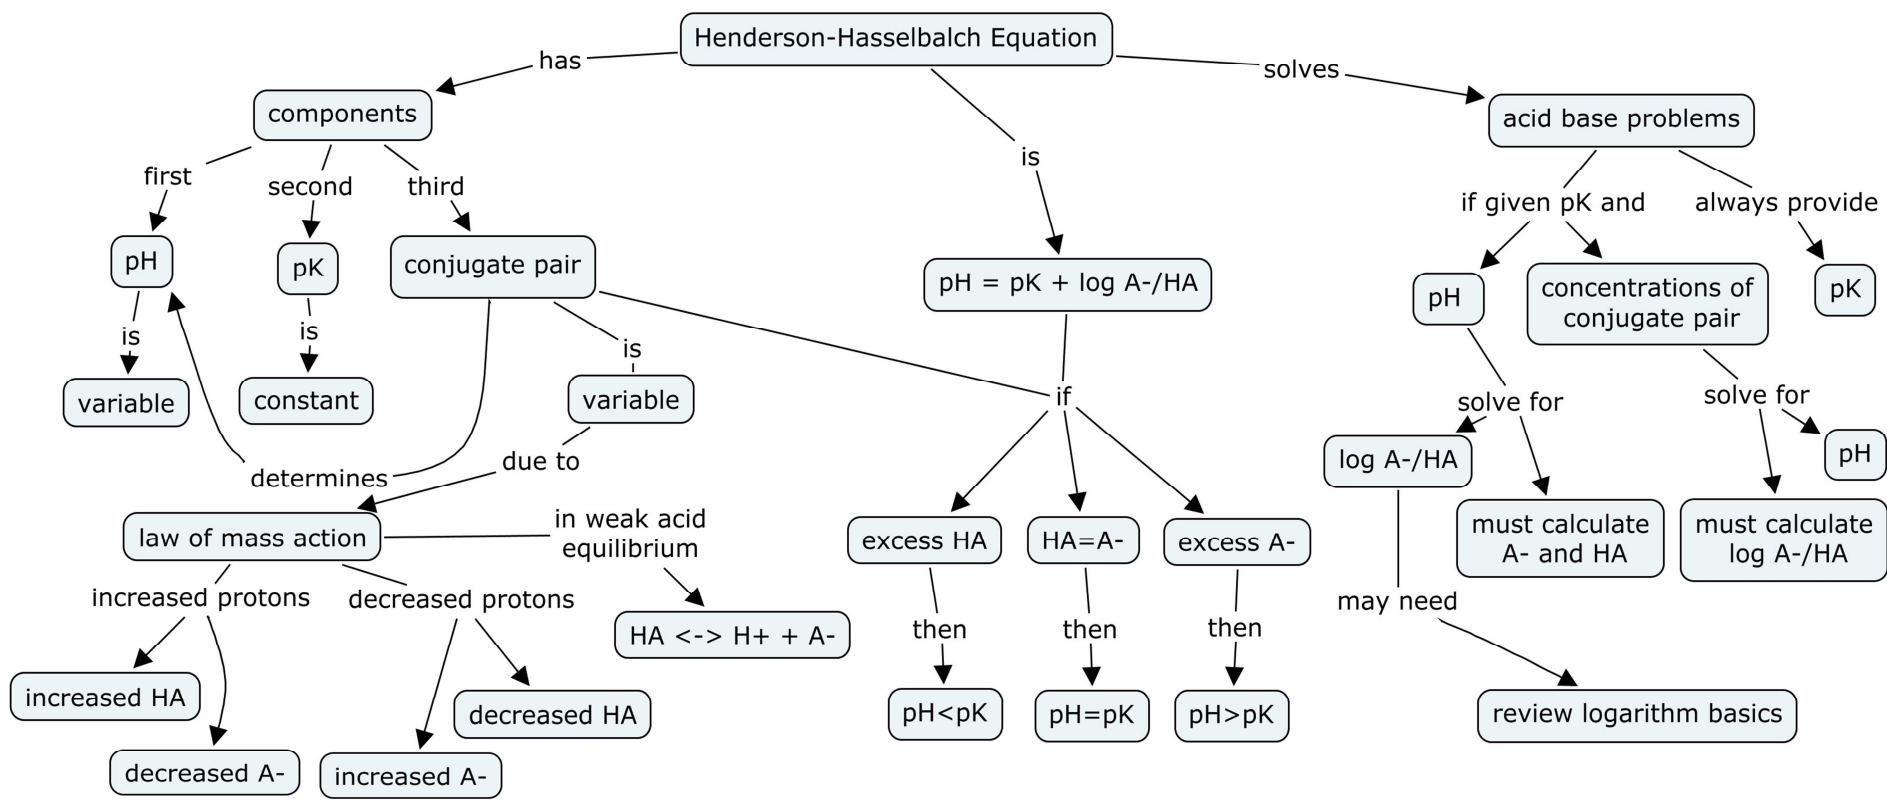 Henderson-Hasselbalch Equation
has
solves
components
acid base problems
first
second
third
is
if given pK and
always provide
pH
pK
conjugate pair
pH = pK + log A-/HA
pH
concentrations of
conjugate pair
pK
is
is
is
variable
constant
variable
if
solve for
solve for
determines
due to
log A-/HA
pH
law of mass action
in weak acid
equilibrium
excess HA
HA=A-
excess A-
must calculate
A- and HA
must calculate
log A-/HA
increased protons
decreased protons
HA <-> H+ + A-
then
then
then
may need
increased HA
decreased HA
pH<pK
pH=pK
pH>pK
review logarithm basics
decreased A-
increased A-